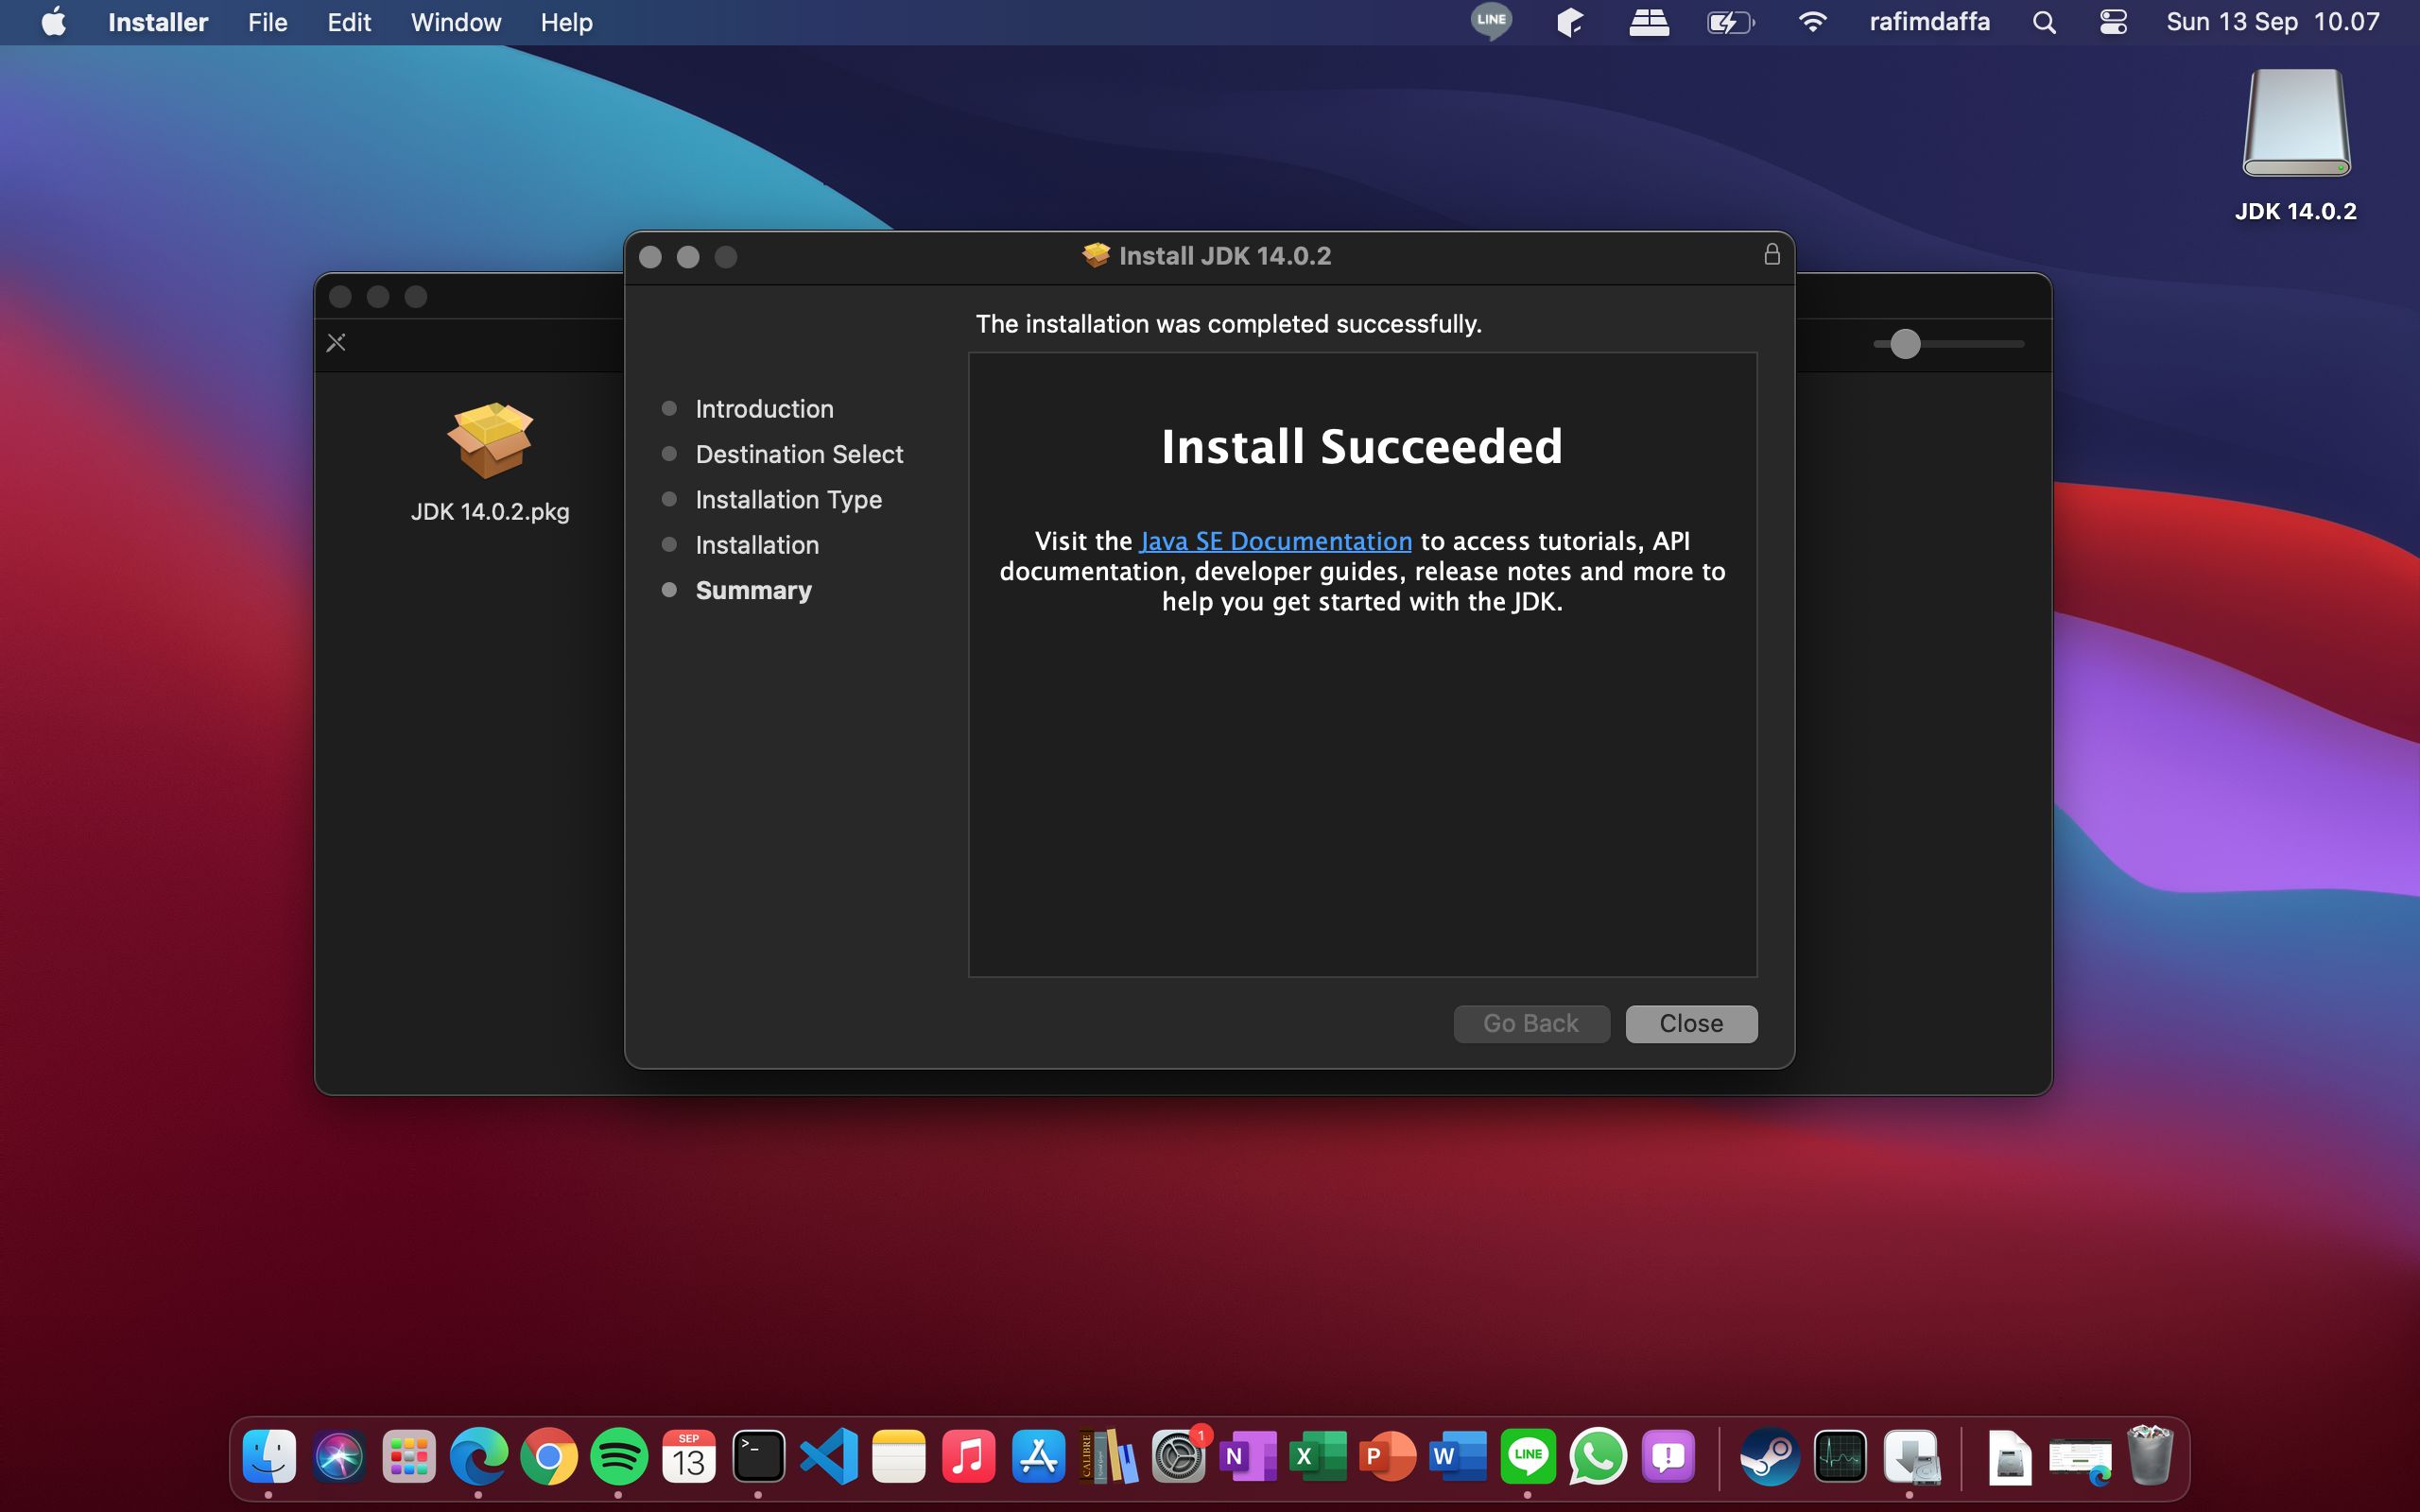 Installer File Edit Window Help LINE rafimdaffa Sun 13 Sep 10.07
JDK 14.0.2
Install JDK 14.0.2
The installation was completed successfully.
JDK 14.0.2.pkg
Introduction
Destination Select
Installation Type
Installation
Summary
Install Succeeded
Visit the Java SE Documentation to access tutorials, API
documentation, developer guides, release notes and more to
help you get started with the JDK.
Go Back Close
SEP
13
>_
CALIBRE
1
N
X
P
W
LINE